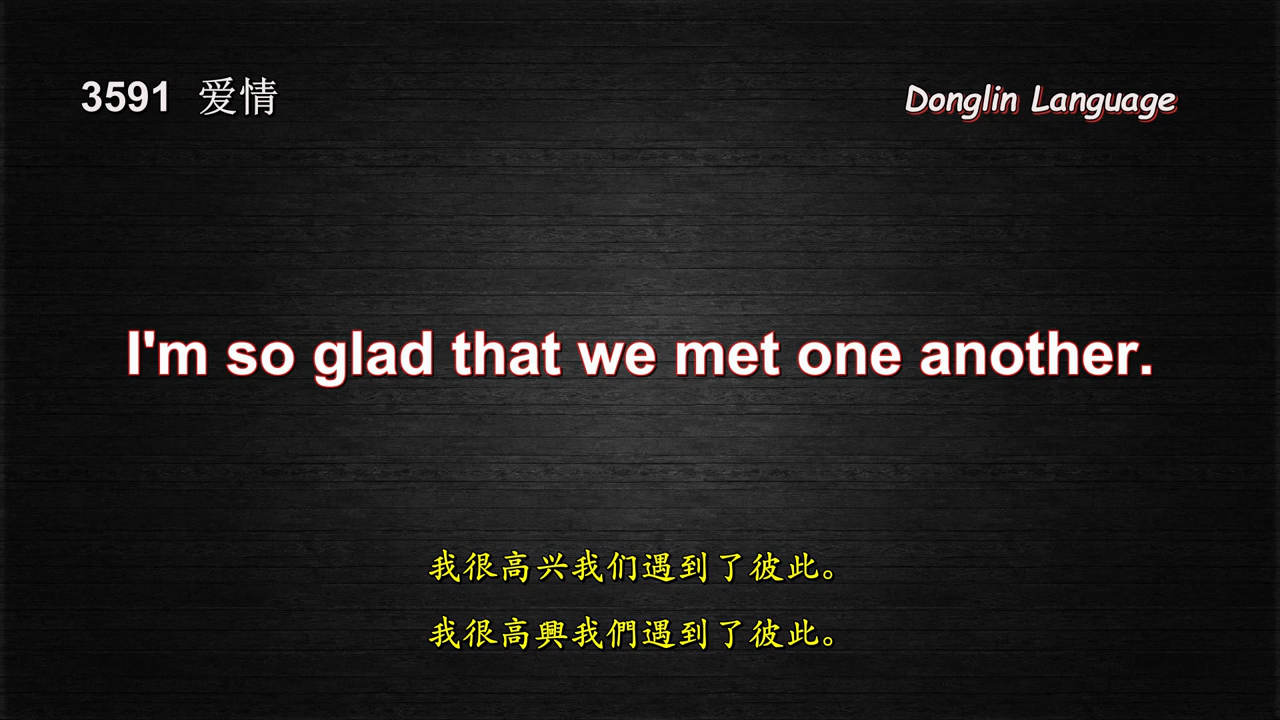 3591 爱情
Donglin Language
I'm so glad that we met one another.
我很高兴我们遇到了彼此。
我很高興我們遇到了彼此。